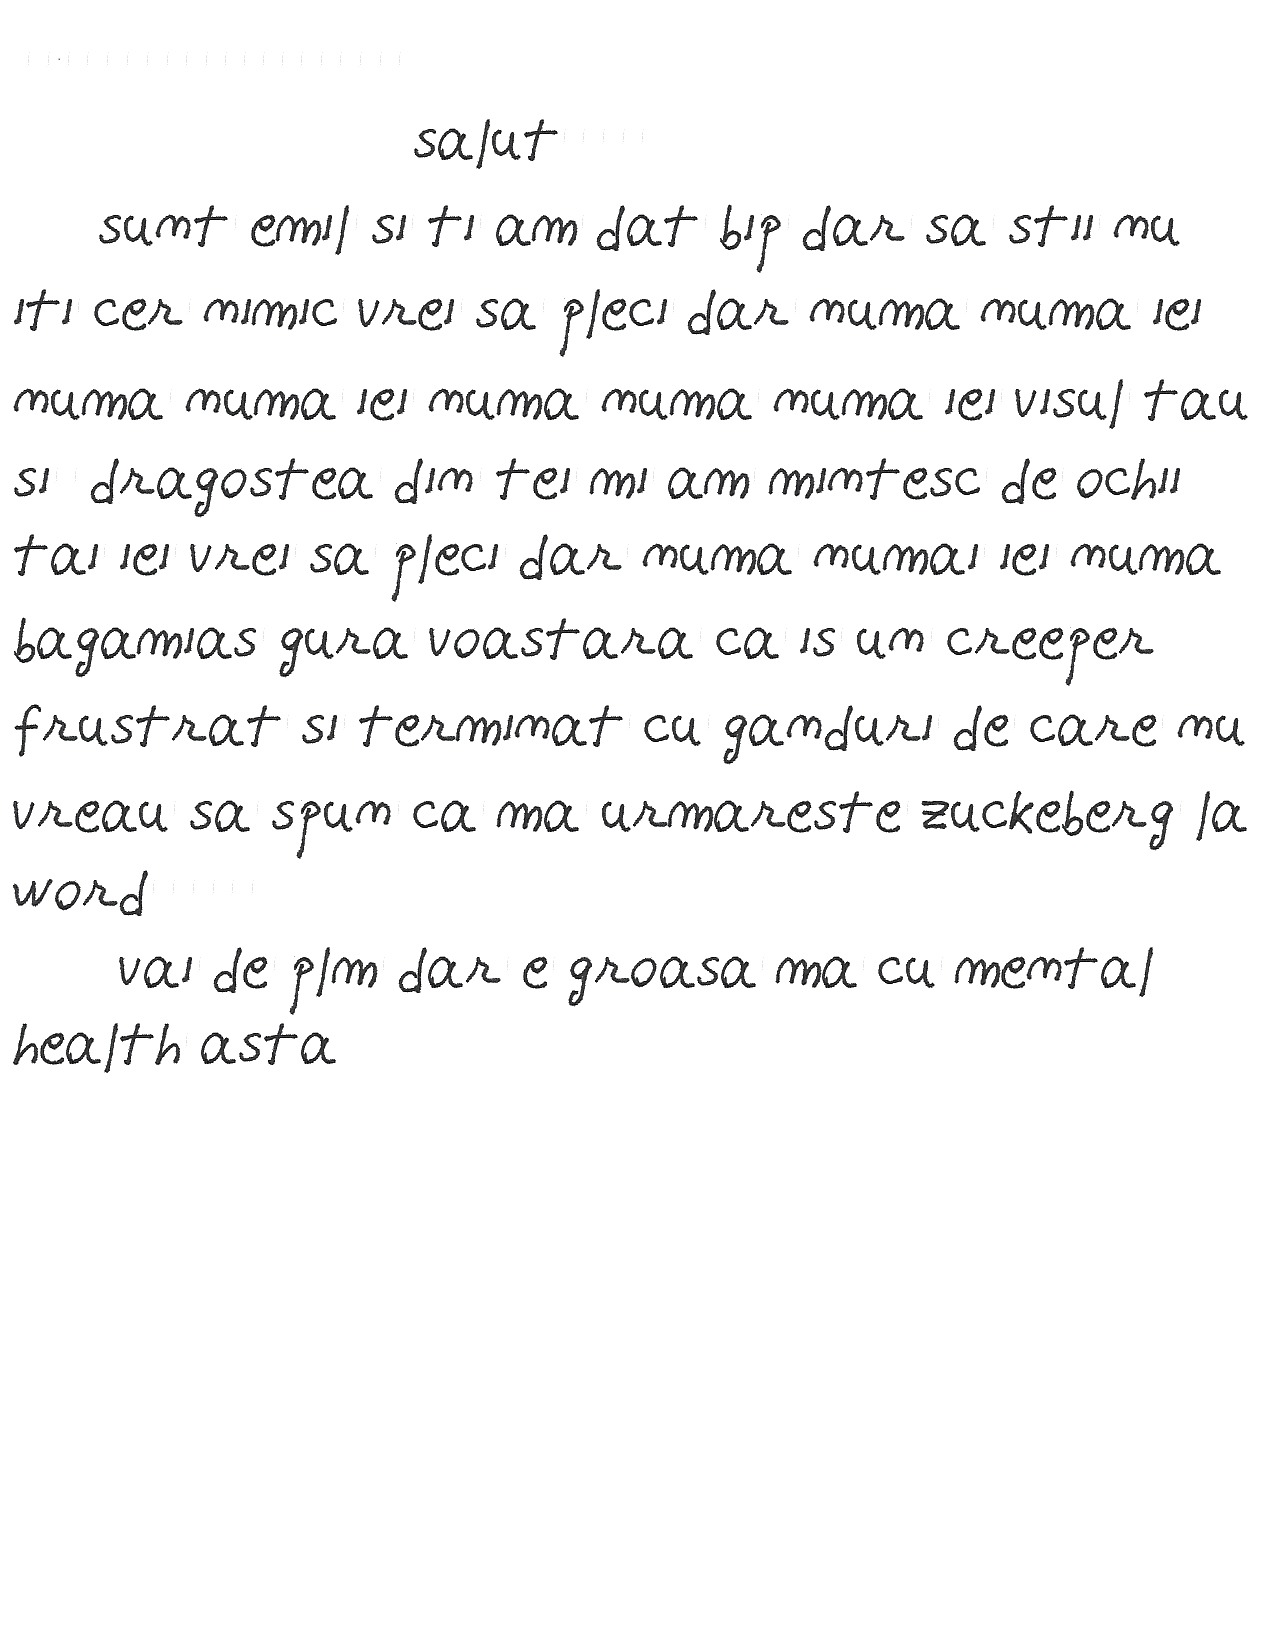 salut
sunt emil si ti am dat bip dar sa stii nu
iti cer nimic vrei sa pleci dar numa numa iei
numa numa iei numa numa numa iei visul tau
si dragostea din tei mi am mintesc de ochii
tai iei vrei sa pleci dar numa numai iei numa
bagamias gura voastara ca is un creeper
frustrat si terminat cu ganduri de care nu
vreau sa spun ca ma urmareste zuckeberg la
word
vai de plm dar e groasa ma cu mental
health asta